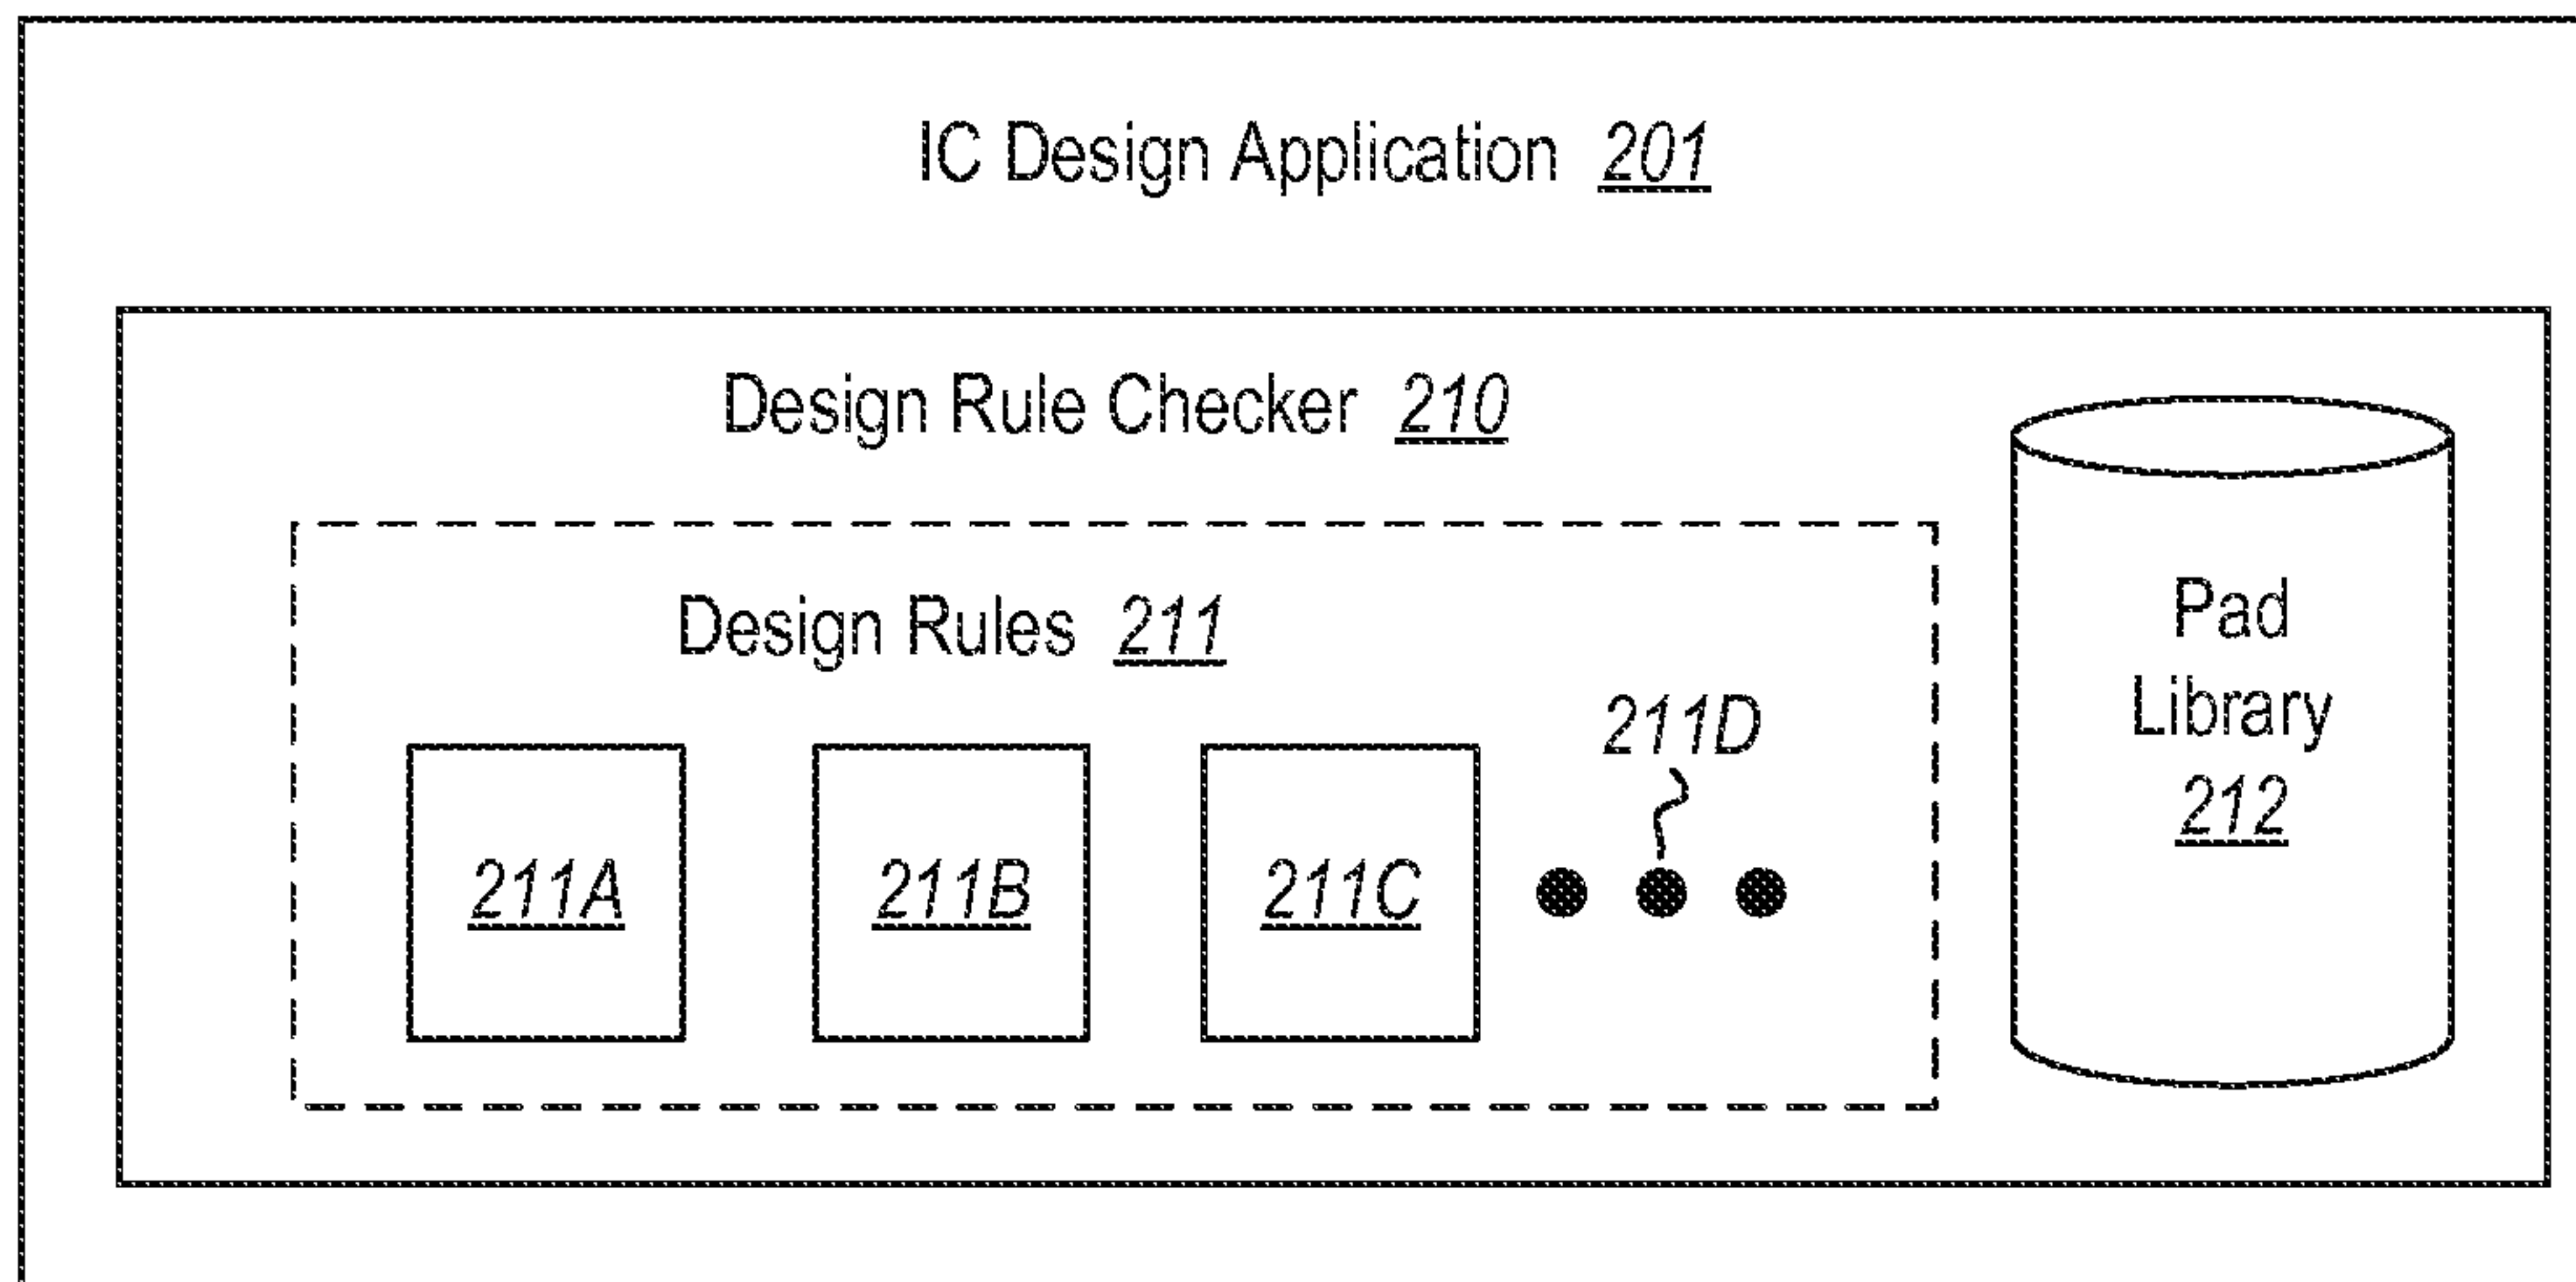 IC Design Application 201
Design Rule Checker 210
Design Rules 211
211A
211B
211C
211D
Pad
Library
212